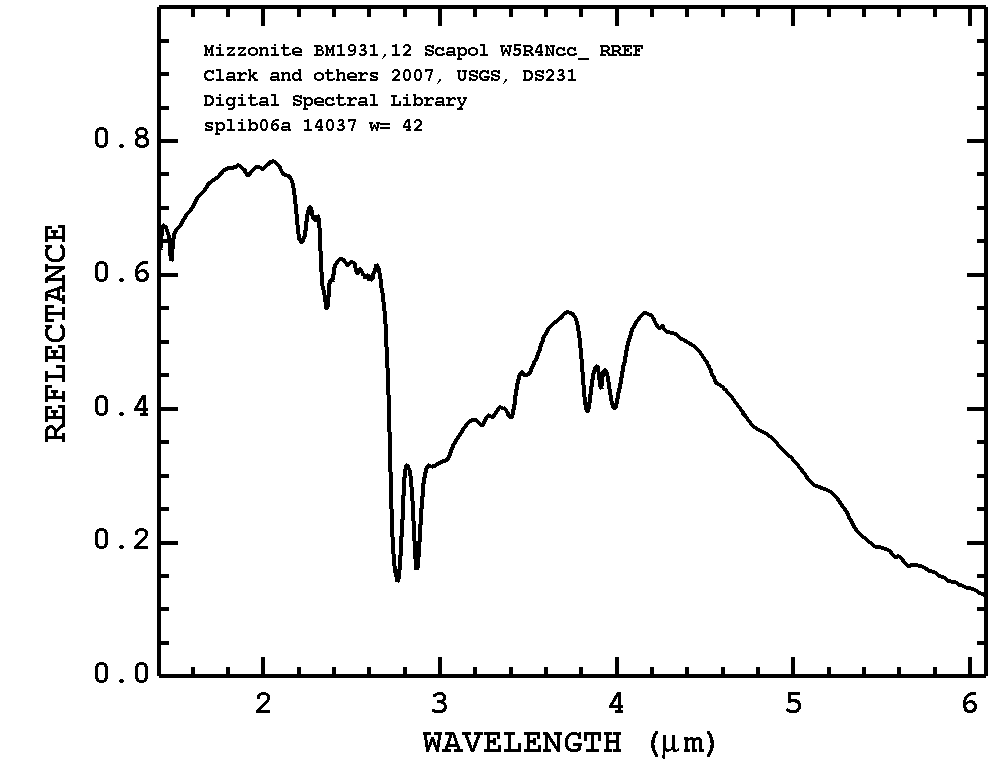 Mizzonite BM1931,12 Scapol W5R4Ncc_ RREF
Clark and others 2007, USGS, DS231
Digital Spectral Library
splib06a 14037 w= 42
0.8
0.6
0.4
0.2
0.0
REFLECTANCE
2 3 4 5 6
WAVELENGTH (μm)